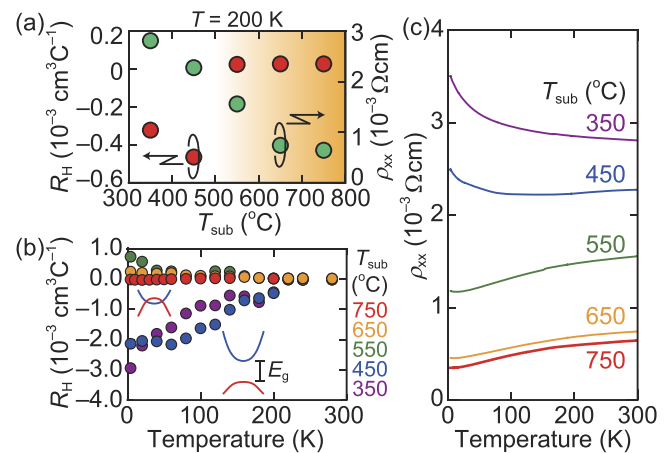 (a)
T = 200 K
0.2
0
−0.2
−0.4
−0.6
R_H (10⁻³ cm³C⁻¹)
3
2
1
0
ρ_xx (10⁻³ Ωcm)
300 400 500 600 700 800
T_sub (°C)
(b)
1.0
0.0
−1.0
−2.0
−3.0
−4.0
R_H (10⁻³ cm³C⁻¹)
E_g
T_sub
(°C)
750
650
550
450
350
0 100 200 300
Temperature (K)
(c)
4
3
2
1
0
ρ_xx (10⁻³ Ωcm)
T_sub (°C)
350
450
550
650
750
0 100 200 300
Temperature (K)